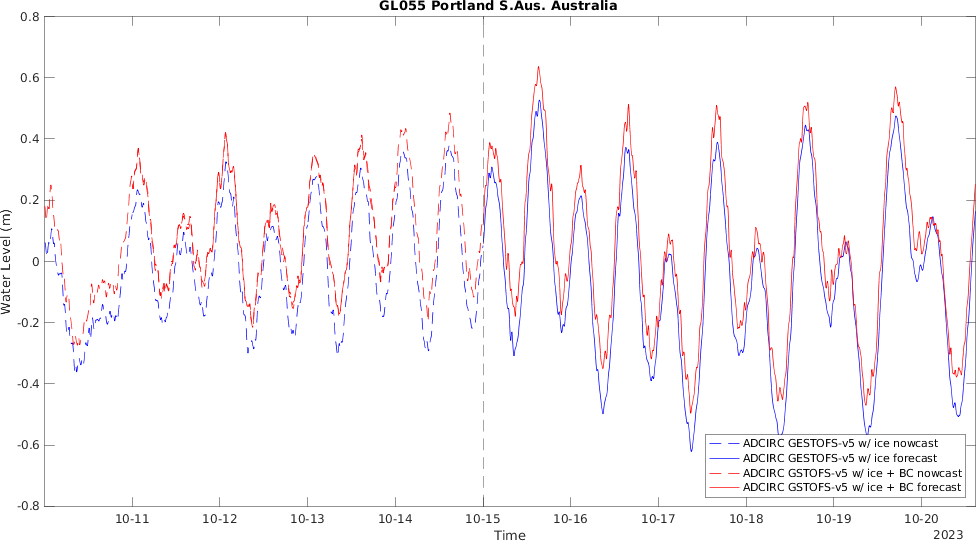 GL055 Portland S.Aus. Australia
0.8
0.6
0.4
0.2
0
-0.2
-0.4
-0.6
-0.8
Water Level (m)
ADCIRC GESTOFS-v5 w/ ice nowcast
ADCIRC GESTOFS-v5 w/ ice forecast
ADCIRC GSTOFS-v5 w/ ice + BC nowcast
ADCIRC GSTOFS-v5 w/ ice + BC forecast
10-11 10-12 10-13 10-14 10-15 10-16 10-17 10-18 10-19 10-20
Time
2023